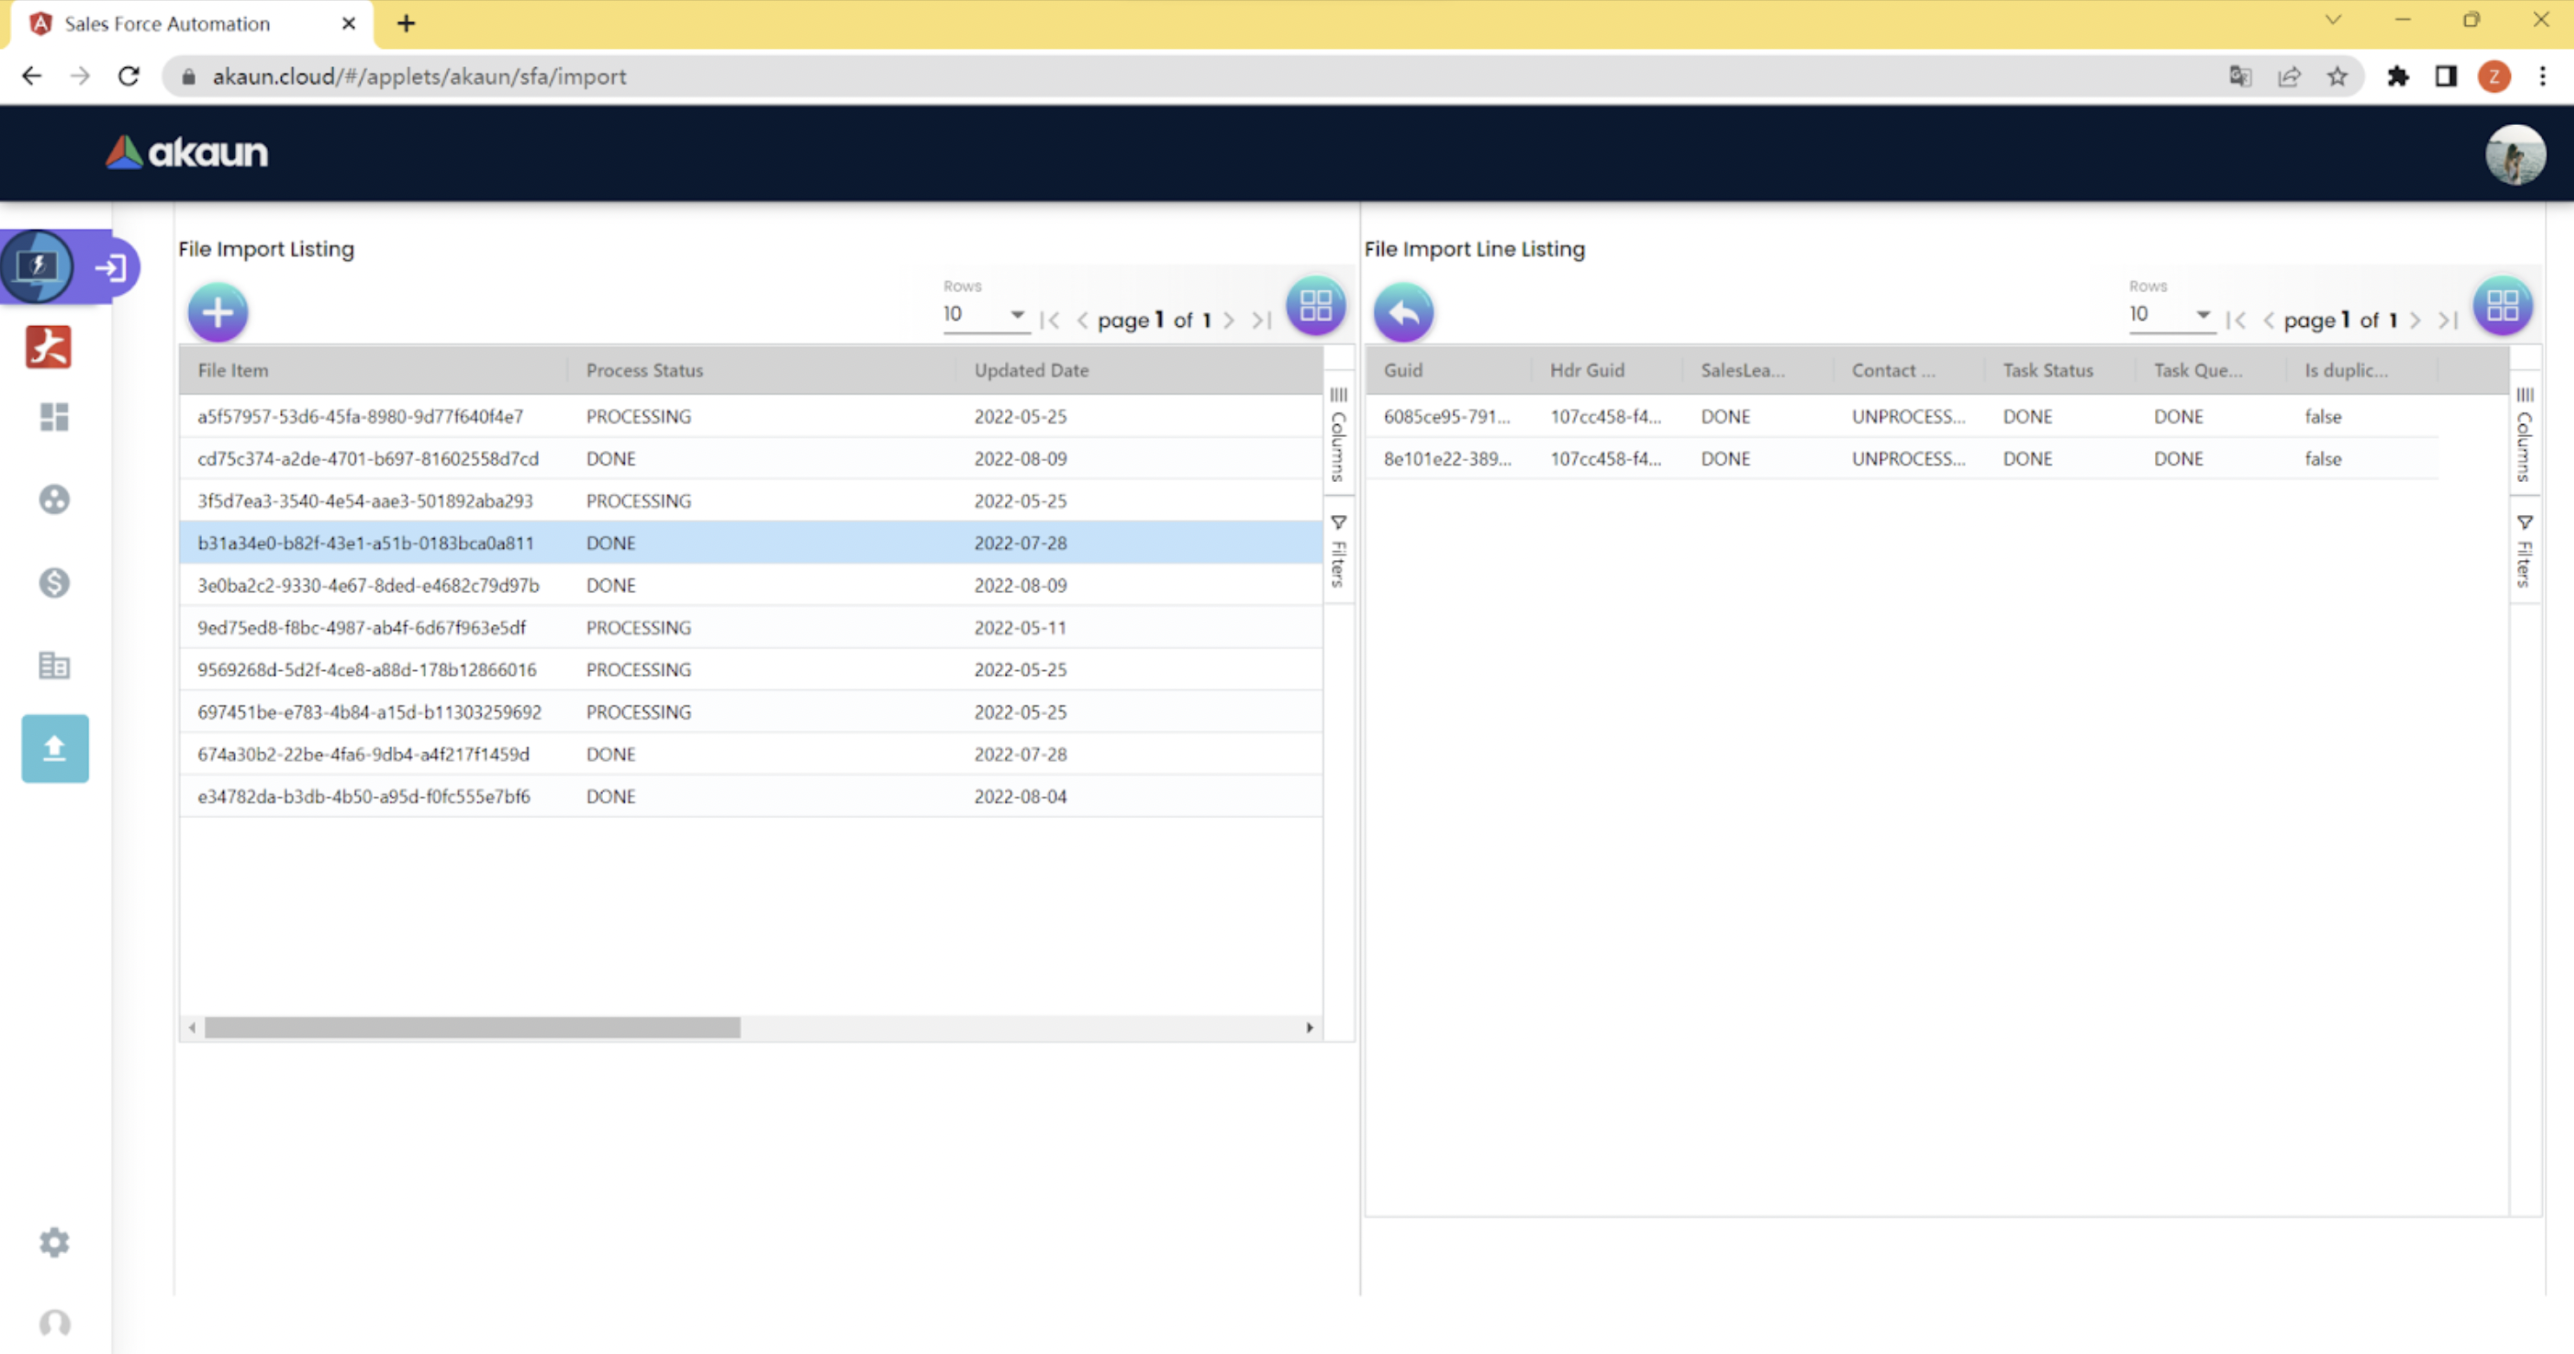 Sales Force Automation
akaun.cloud/#/applets/akaun/sfa/import
Z
akaun
File Import Listing
Rows
10
page 1 of 1
File Item Process Status Updated Date
a5f57957-53d6-45fa-8980-9d77f640f4e7 PROCESSING 2022-05-25
cd75c374-a2de-4701-b697-81602558d7cd DONE 2022-08-09
3f5d7ea3-3540-4e54-aae3-501892aba293 PROCESSING 2022-05-25
b31a34e0-b82f-43e1-a51b-0183bca0a811 DONE 2022-07-28
3e0ba2c2-9330-4e67-8ded-e4682c79d97b DONE 2022-08-09
9ed75ed8-f8bc-4987-ab4f-6d67f963e5df PROCESSING 2022-05-11
9569268d-5d2f-4ce8-a88d-178b12866016 PROCESSING 2022-05-25
697451be-e783-4b84-a15d-b11303259692 PROCESSING 2022-05-25
674a30b2-22be-4fa6-9db4-a4f217f1459d DONE 2022-07-28
e34782da-b3db-4b50-a95d-f0fc555e7bf6 DONE 2022-08-04
Columns
Filters
File Import Line Listing
Rows
10
page 1 of 1
Guid Hdr Guid SalesLea... Contact ... Task Status Task Que... Is duplic...
6085ce95-791... 107cc458-f4... DONE UNPROCESS... DONE DONE false
8e101e22-389... 107cc458-f4... DONE UNPROCESS... DONE DONE false
Columns
Filters